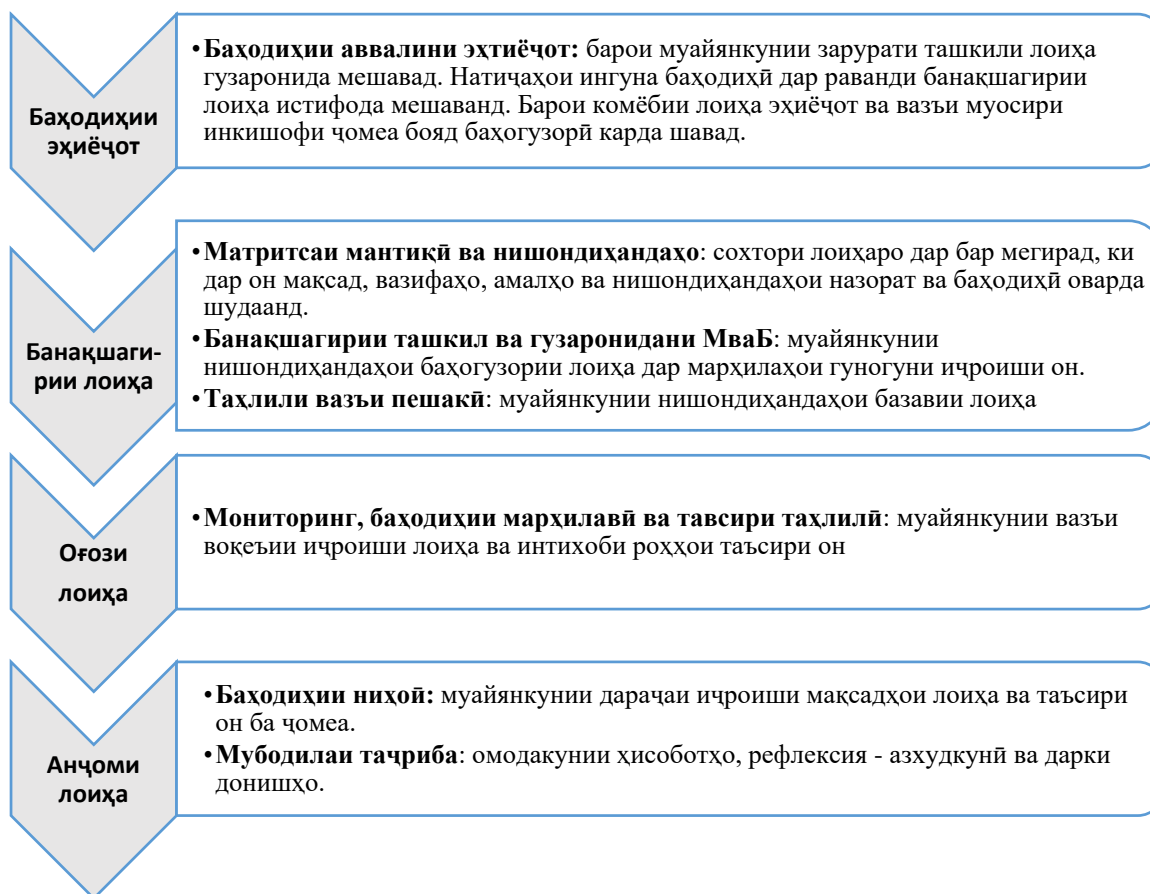 Баҳодиҳии
эҳиёҷот
•Баҳодиҳии аввалини эҳтиёҷот: барои муайянкунии зарурати ташкили лоиҳа
гузаронида мешавад. Натиҷаҳои ингуна баҳодиҳӣ дар раванди банақшагирии
лоиҳа истифода мешаванд. Барои комёбии лоиҳа эҳиёҷот ва вазъи муосири
инкишофи ҷомеа бояд баҳогузорӣ карда шавад.
Банақшаги-
рии лоиҳа
•Матритсаи мантиқӣ ва нишондиҳандаҳо: сохтори лоиҳаро дар бар мегирад, ки
дар он мақсад, вазифаҳо, амалҳо ва нишондиҳандаҳои назорат ва баҳодиҳӣ оварда
шудаанд.
•Банақшагирии ташкил ва гузаронидани МваБ: муайянкунии
нишондиҳандаҳои баҳогузории лоиҳа дар марҳилаҳои гуногуни иҷроиши он.
•Таҳлили вазъи пешакӣ: муайянкунии нишондиҳандаҳои базавии лоиҳа
Оғози
лоиҳа
•Мониторинг, баҳодиҳии марҳилавӣ ва тавсири таҳлилӣ: муайянкунии вазъи
воқеъии иҷроиши лоиҳа ва интихоби роҳҳои таъсири он
Анҷоми
лоиҳа
•Баҳодиҳии ниҳоӣ: муайянкунии дараҷаи иҷроиши мақсадҳои лоиҳа ва таъсири
он ба ҷомеа.
•Мубодилаи таҷриба: омодакунии ҳисоботҳо, рефлексия - азхудкунӣ ва дарки
донишҳо.